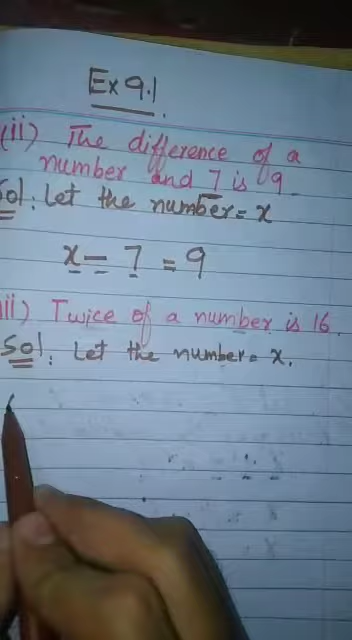 Ex 9.1
(ii) The difference of a
number and 7 is 9.
Sol: Let the number = x
x - 7 = 9
iii) Twice of a number is 16.
Sol: Let the number = x.